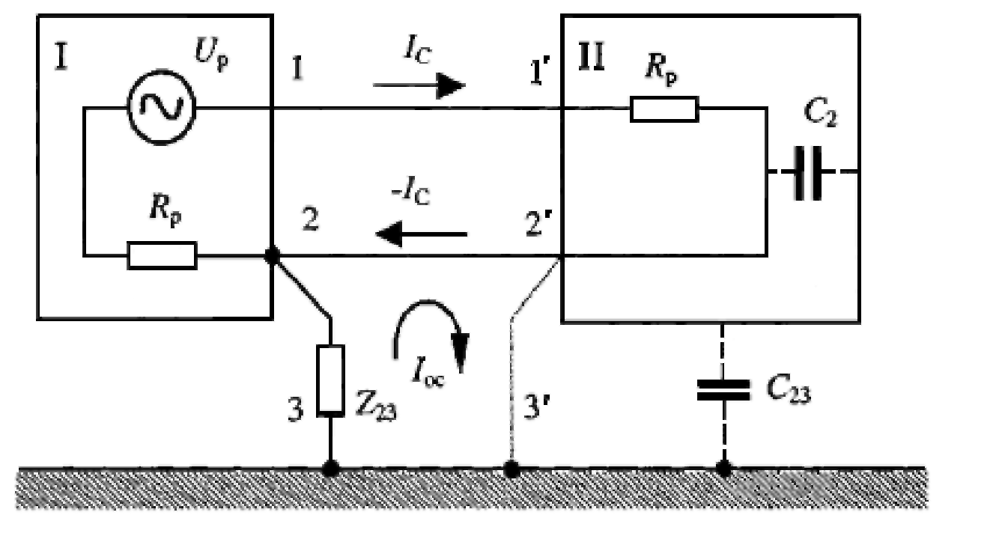 I
U_p
1
I_C
1'
II
R_p
C_2
R_p
2
-I_C
2'
I_oc
3
Z_23
3'
C_23